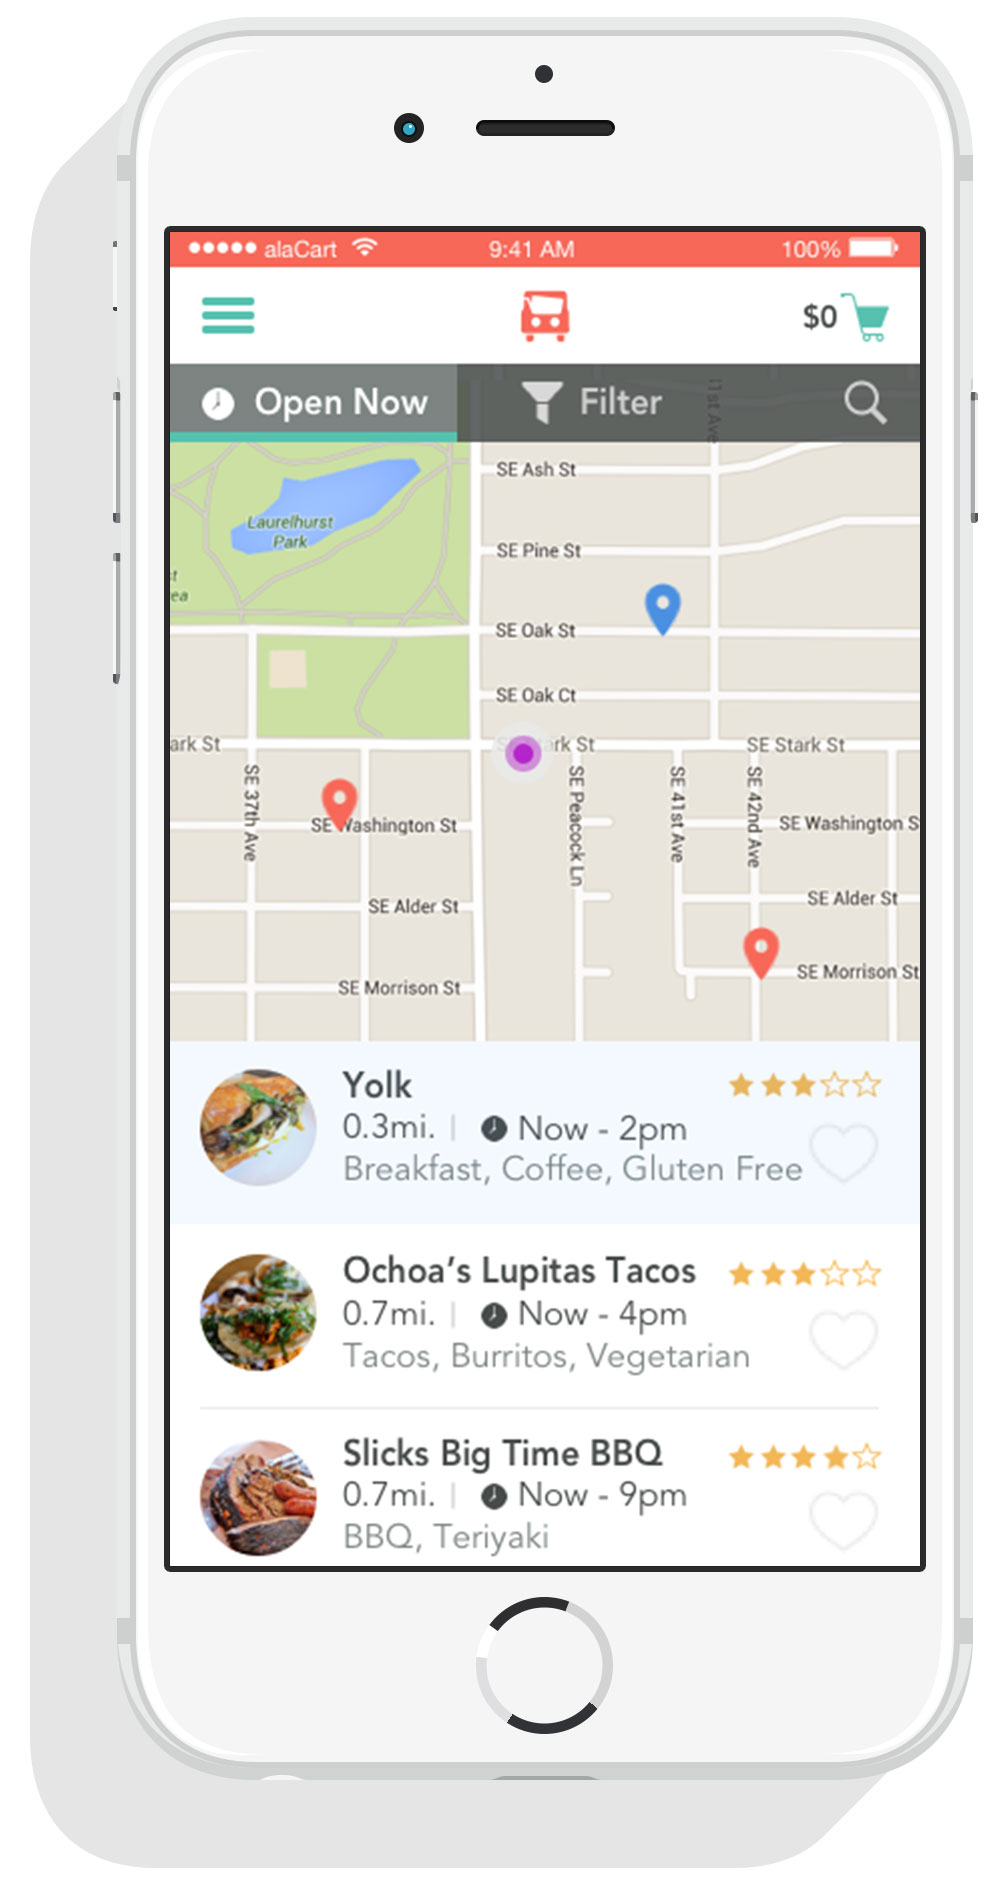 alaCart 9:41 AM 100%
$0
Open Now Filter
SE Ash St
Laurelhurst
Park
SE Pine St
SE Oak St
SE Oak Ct
ark St
ark St
SE Stark St
SE 37th Ave
SE Peacock Ln
SE 41st Ave
SE 42nd Ave
SE Washington St
SE Washington S
SE Alder St
SE Alder St
SE Morrison St
SE Morrison St
Yolk
0.3mi. | Now - 2pm
Breakfast, Coffee, Gluten Free
Ochoa's Lupitas Tacos
0.7mi. | Now - 4pm
Tacos, Burritos, Vegetarian
Slicks Big Time BBQ
0.7mi. | Now - 9pm
BBQ, Teriyaki